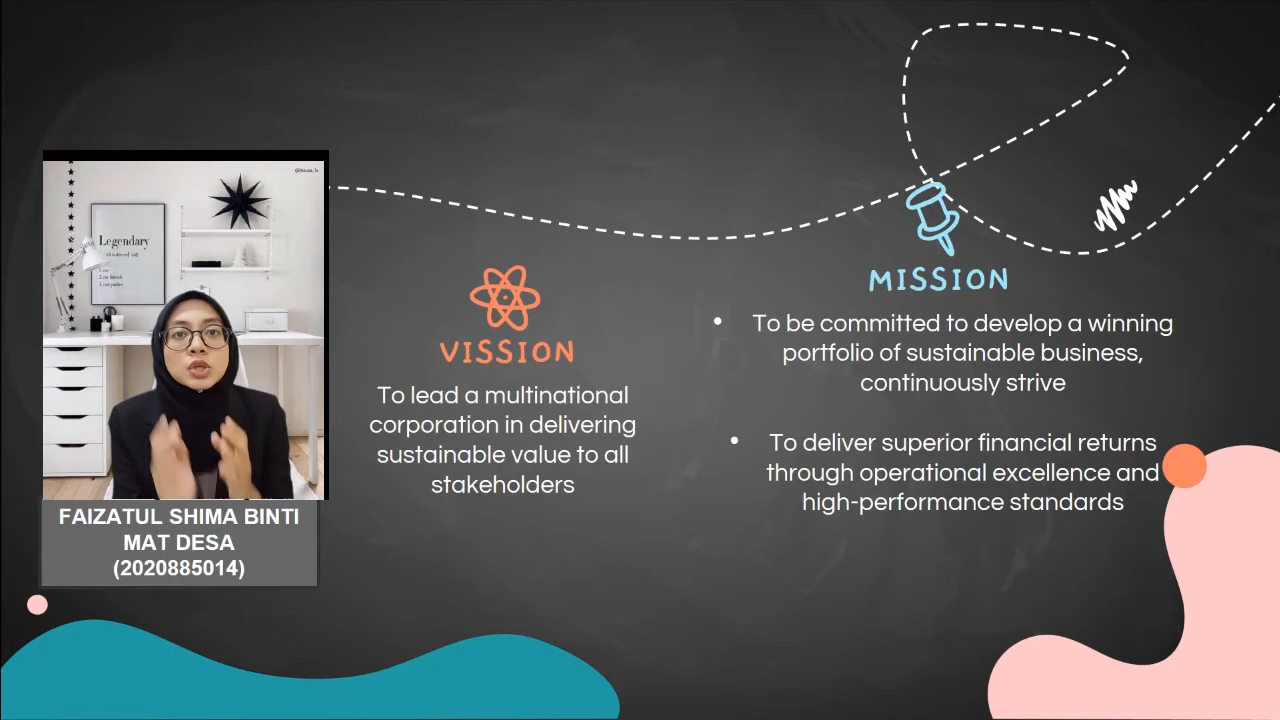 Legendary
FAIZATUL SHIMA BINTI
MAT DESA
(2020885014)
VISSION
To lead a multinational
corporation in delivering
sustainable value to all
stakeholders
MISSION
• To be committed to develop a winning
portfolio of sustainable business,
continuously strive
• To deliver superior financial returns
through operational excellence and
high-performance standards